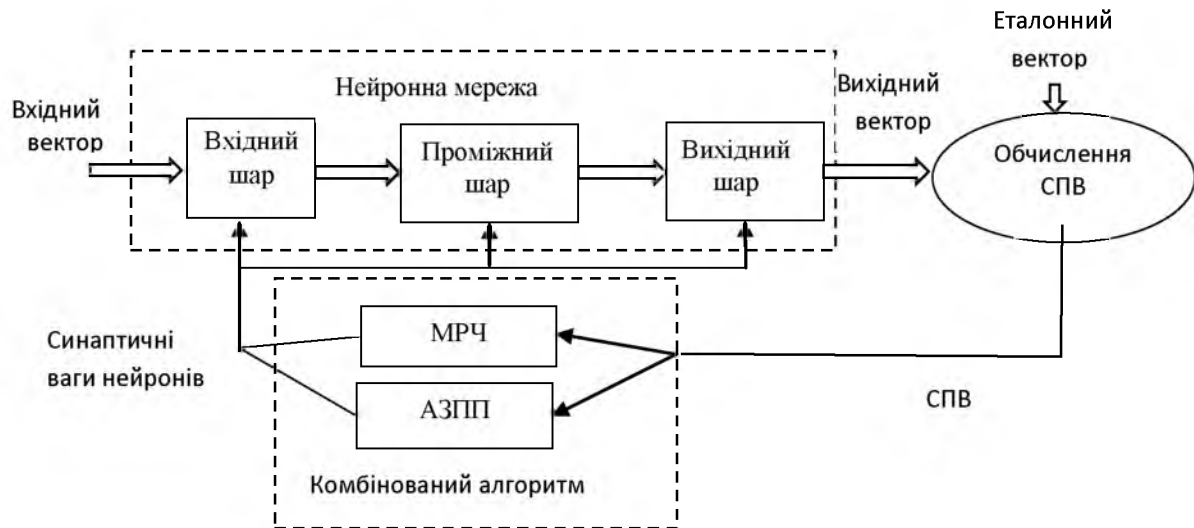 Еталонний
вектор
Нейронна мережа
Вихідний
вектор
Вхідний
вектор
Вхідний
шар
Проміжний
шар
Вихідний
шар
Обчислення
СПВ
МРЧ
Синаптичні
ваги нейронів
АЗПП
СПВ
Комбінований алгоритм